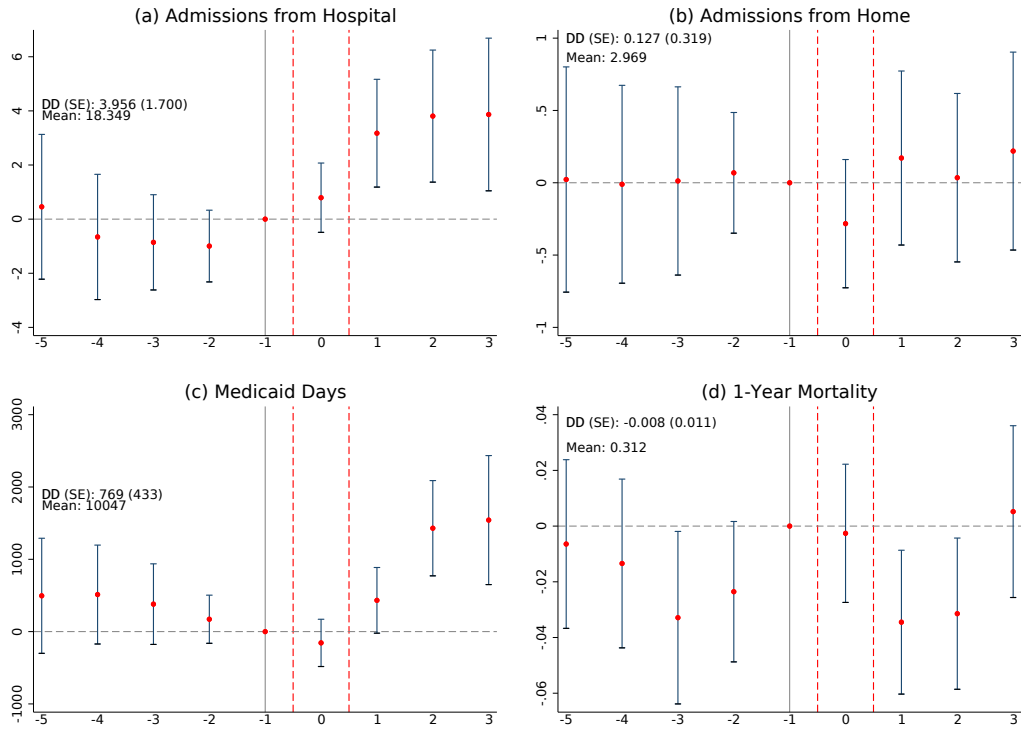 (a) Admissions from Hospital
6
4
2
0
-2
-4
DD (SE): 3.956 (1.700)
Mean: 18.349
-5 -4 -3 -2 -1 0 1 2 3
(b) Admissions from Home
1
.5
0
-.5
-1
DD (SE): 0.127 (0.319)
Mean: 2.969
-5 -4 -3 -2 -1 0 1 2 3
(c) Medicaid Days
3000
2000
1000
0
-1000
DD (SE): 769 (433)
Mean: 10047
-5 -4 -3 -2 -1 0 1 2 3
(d) 1-Year Mortality
.04
.02
0
-.02
-.04
-.06
DD (SE): -0.008 (0.011)
Mean: 0.312
-5 -4 -3 -2 -1 0 1 2 3